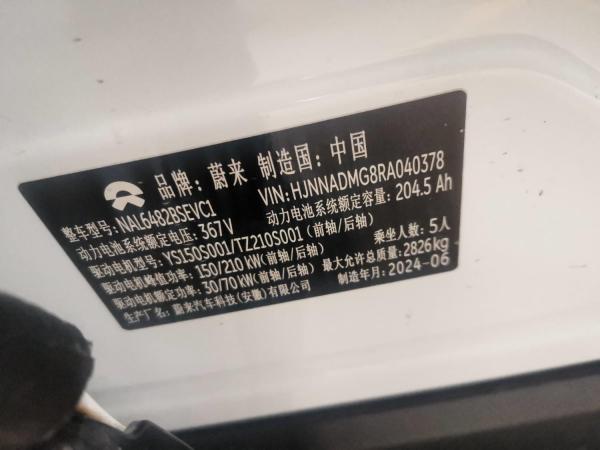 品牌：蔚来 制造国：中国
整车型号：NAL6482BSEVC1 VIN：HJNNADMG8RA040378
动力电池系统额定电压：367V 动力电池系统额定容量：204.5 Ah
驱动电机型号：YS150S001/TZ210S001（前轴/后轴）
驱动电机峰值功率：150/210 kW（前轴/后轴） 乘坐人数：5人
驱动电机额定功率：30/70 kW（前轴/后轴） 最大允许总质量：2826kg
生产厂名：蔚来汽车科技（安徽）有限公司 制造年月：2024-06